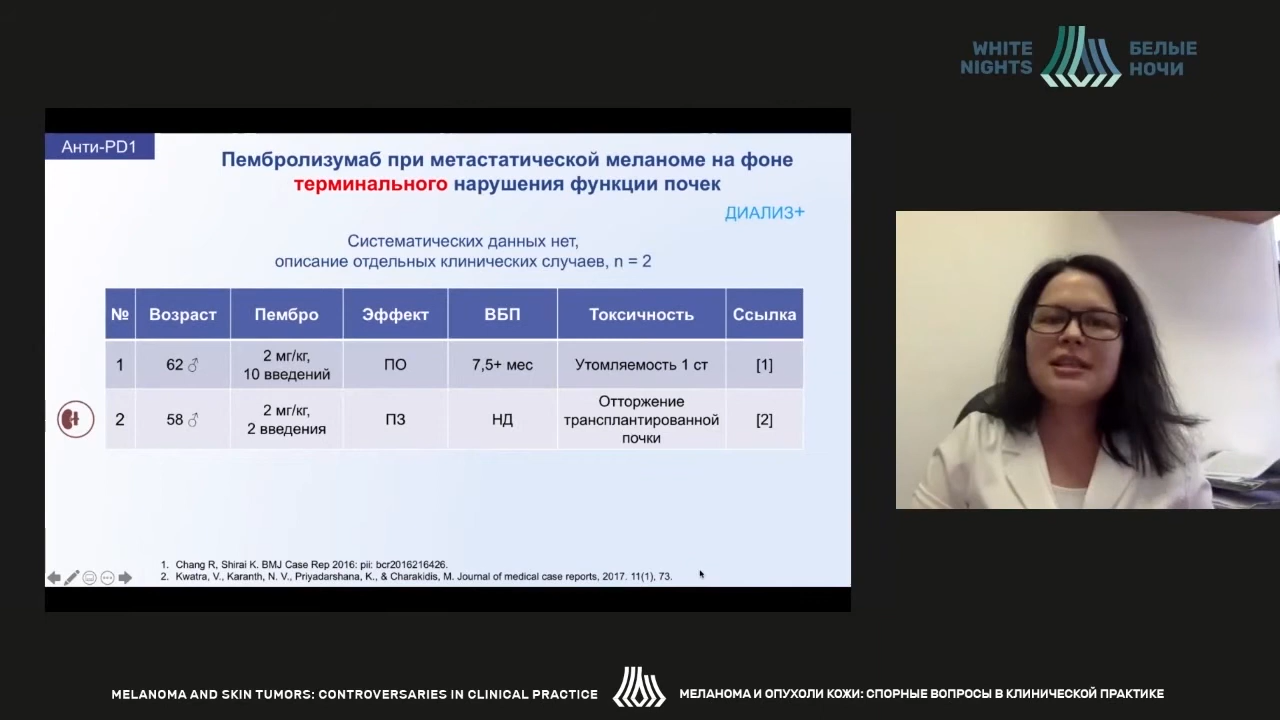 WHITE
NIGHTS
БЕЛЫЕ
НОЧИ
Анти-PD1
Пембролизумаб при метастатической меланоме на фоне
терминального нарушения функции почек
ДИАЛИЗ+
Систематических данных нет,
описание отдельных клинических случаев, n = 2
№ Возраст Пембро Эффект ВБП Токсичность Ссылка
1 62 ♂ 2 мг/кг, 10 введений ПО 7,5+ мес Утомляемость 1 ст [1]
2 58 ♂ 2 мг/кг, 2 введения ПЗ НД Отторжение трансплантированной почки [2]
1. Chang R, Shirai K. BMJ Case Rep 2016: pii: bcr2016216426.
2. Kwatra, V., Karanth, N. V., Priyadarshana, K., & Charakidis, M. Journal of medical case reports, 2017. 11(1), 73.
MELANOMA AND SKIN TUMORS: CONTROVERSARIES IN CLINICAL PRACTICE
МЕЛАНОМА И ОПУХОЛИ КОЖИ: СПОРНЫЕ ВОПРОСЫ В КЛИНИЧЕСКОЙ ПРАКТИКЕ